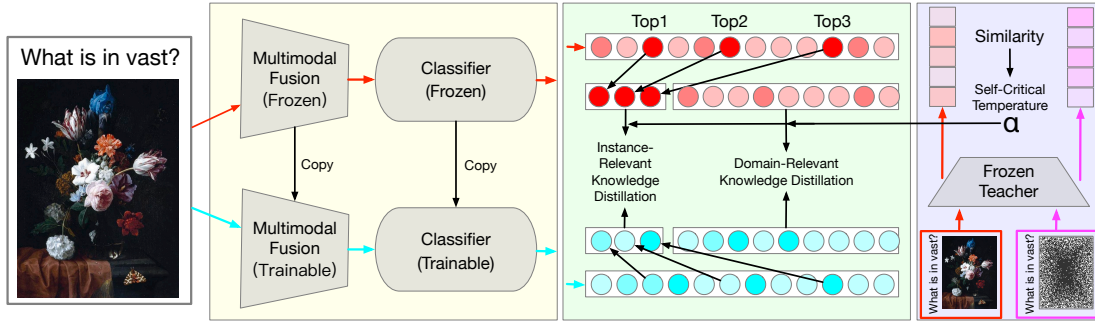 What is in vast?
Multimodal
Fusion
(Frozen)
Classifier
(Frozen)
Copy
Copy
Multimodal
Fusion
(Trainable)
Classifier
(Trainable)
Top1
Top2
Top3
Instance-
Relevant
Knowledge
Distillation
Domain-Relevant
Knowledge Distillation
Similarity
Self-Critical
Temperature
α
Frozen
Teacher
What is in vast?
What is in vast?